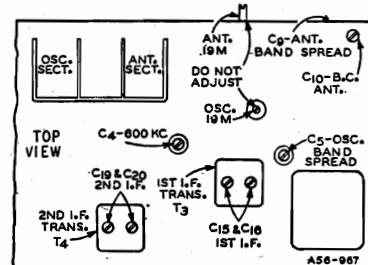 OSC.
SECT.
ANT.
SECT.
ANT.
19M
DO NOT
ADJUST
OSC.
19M
C9-ANT.
BAND SPREAD
C10-B.C.
ANT.
TOP
VIEW
C4-600 KC
C5-OSC.
BAND
SPREAD
C19 & C20
2ND I.F.
1ST I.F.
TRANS.
T3
2ND I.F.
TRANS.
T4
C15 & C16
1ST I.F.
A56-967